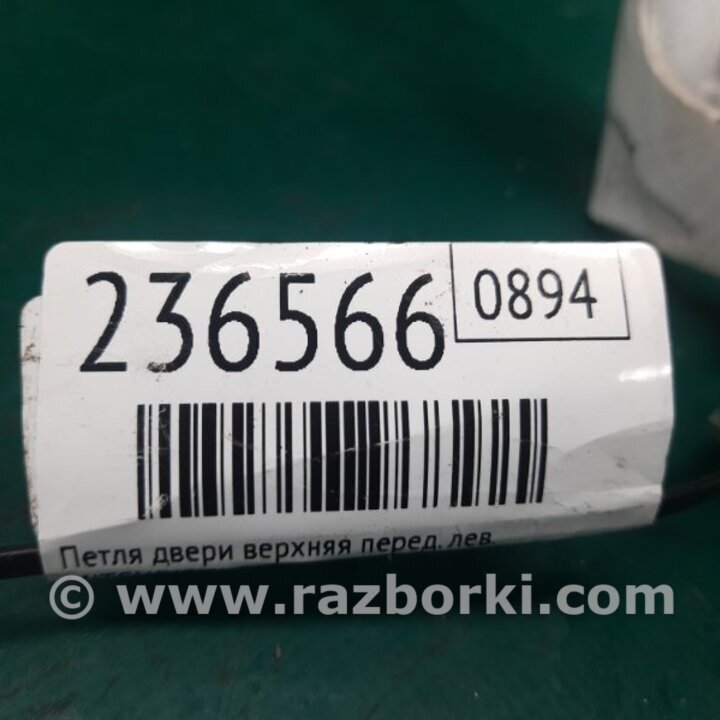 236566
0894
Петля двери верхняя перед. лев.
© www.razborki.com